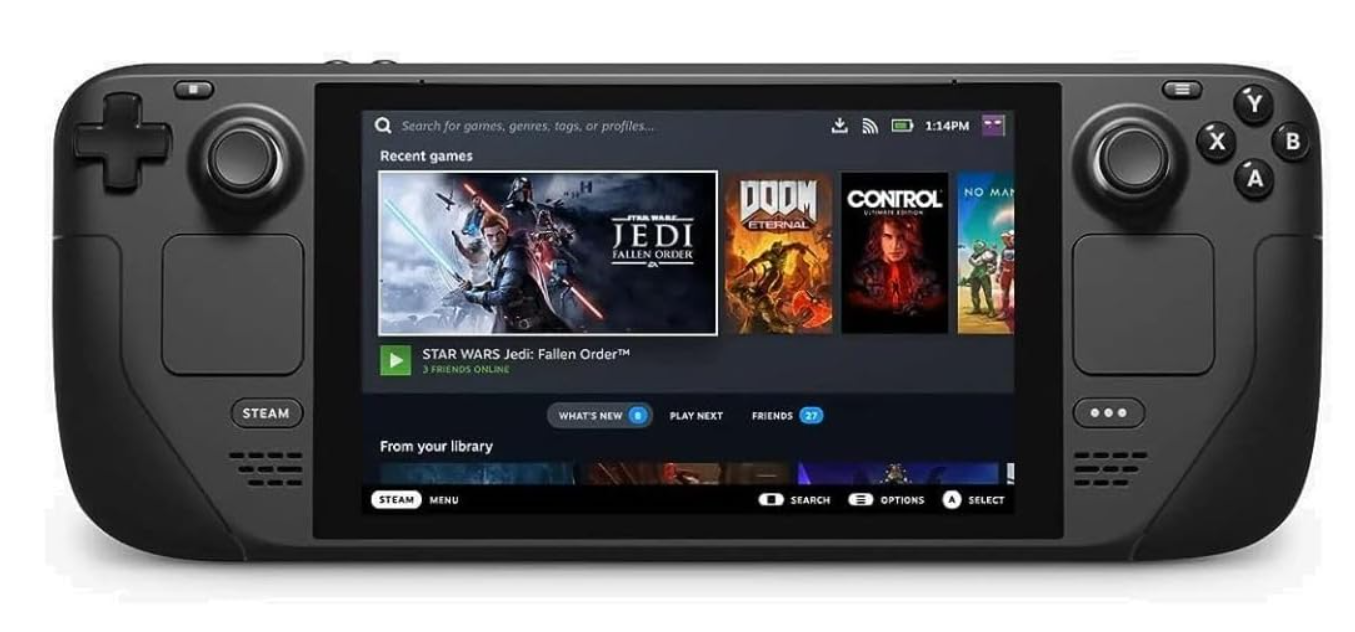 Search for games, genres, tags, or profiles...
1:14PM
Recent games
STAR WARS
JEDI
FALLEN ORDER
EA
DOOM
ETERNAL
CONTROL
ULTIMATE EDITION
NO MAN
STAR WARS Jedi: Fallen Order™
3 FRIENDS ONLINE
WHAT'S NEW 8
PLAY NEXT
FRIENDS 27
From your library
STEAM MENU
SEARCH
OPTIONS
A SELECT
STEAM
Y
X
B
A